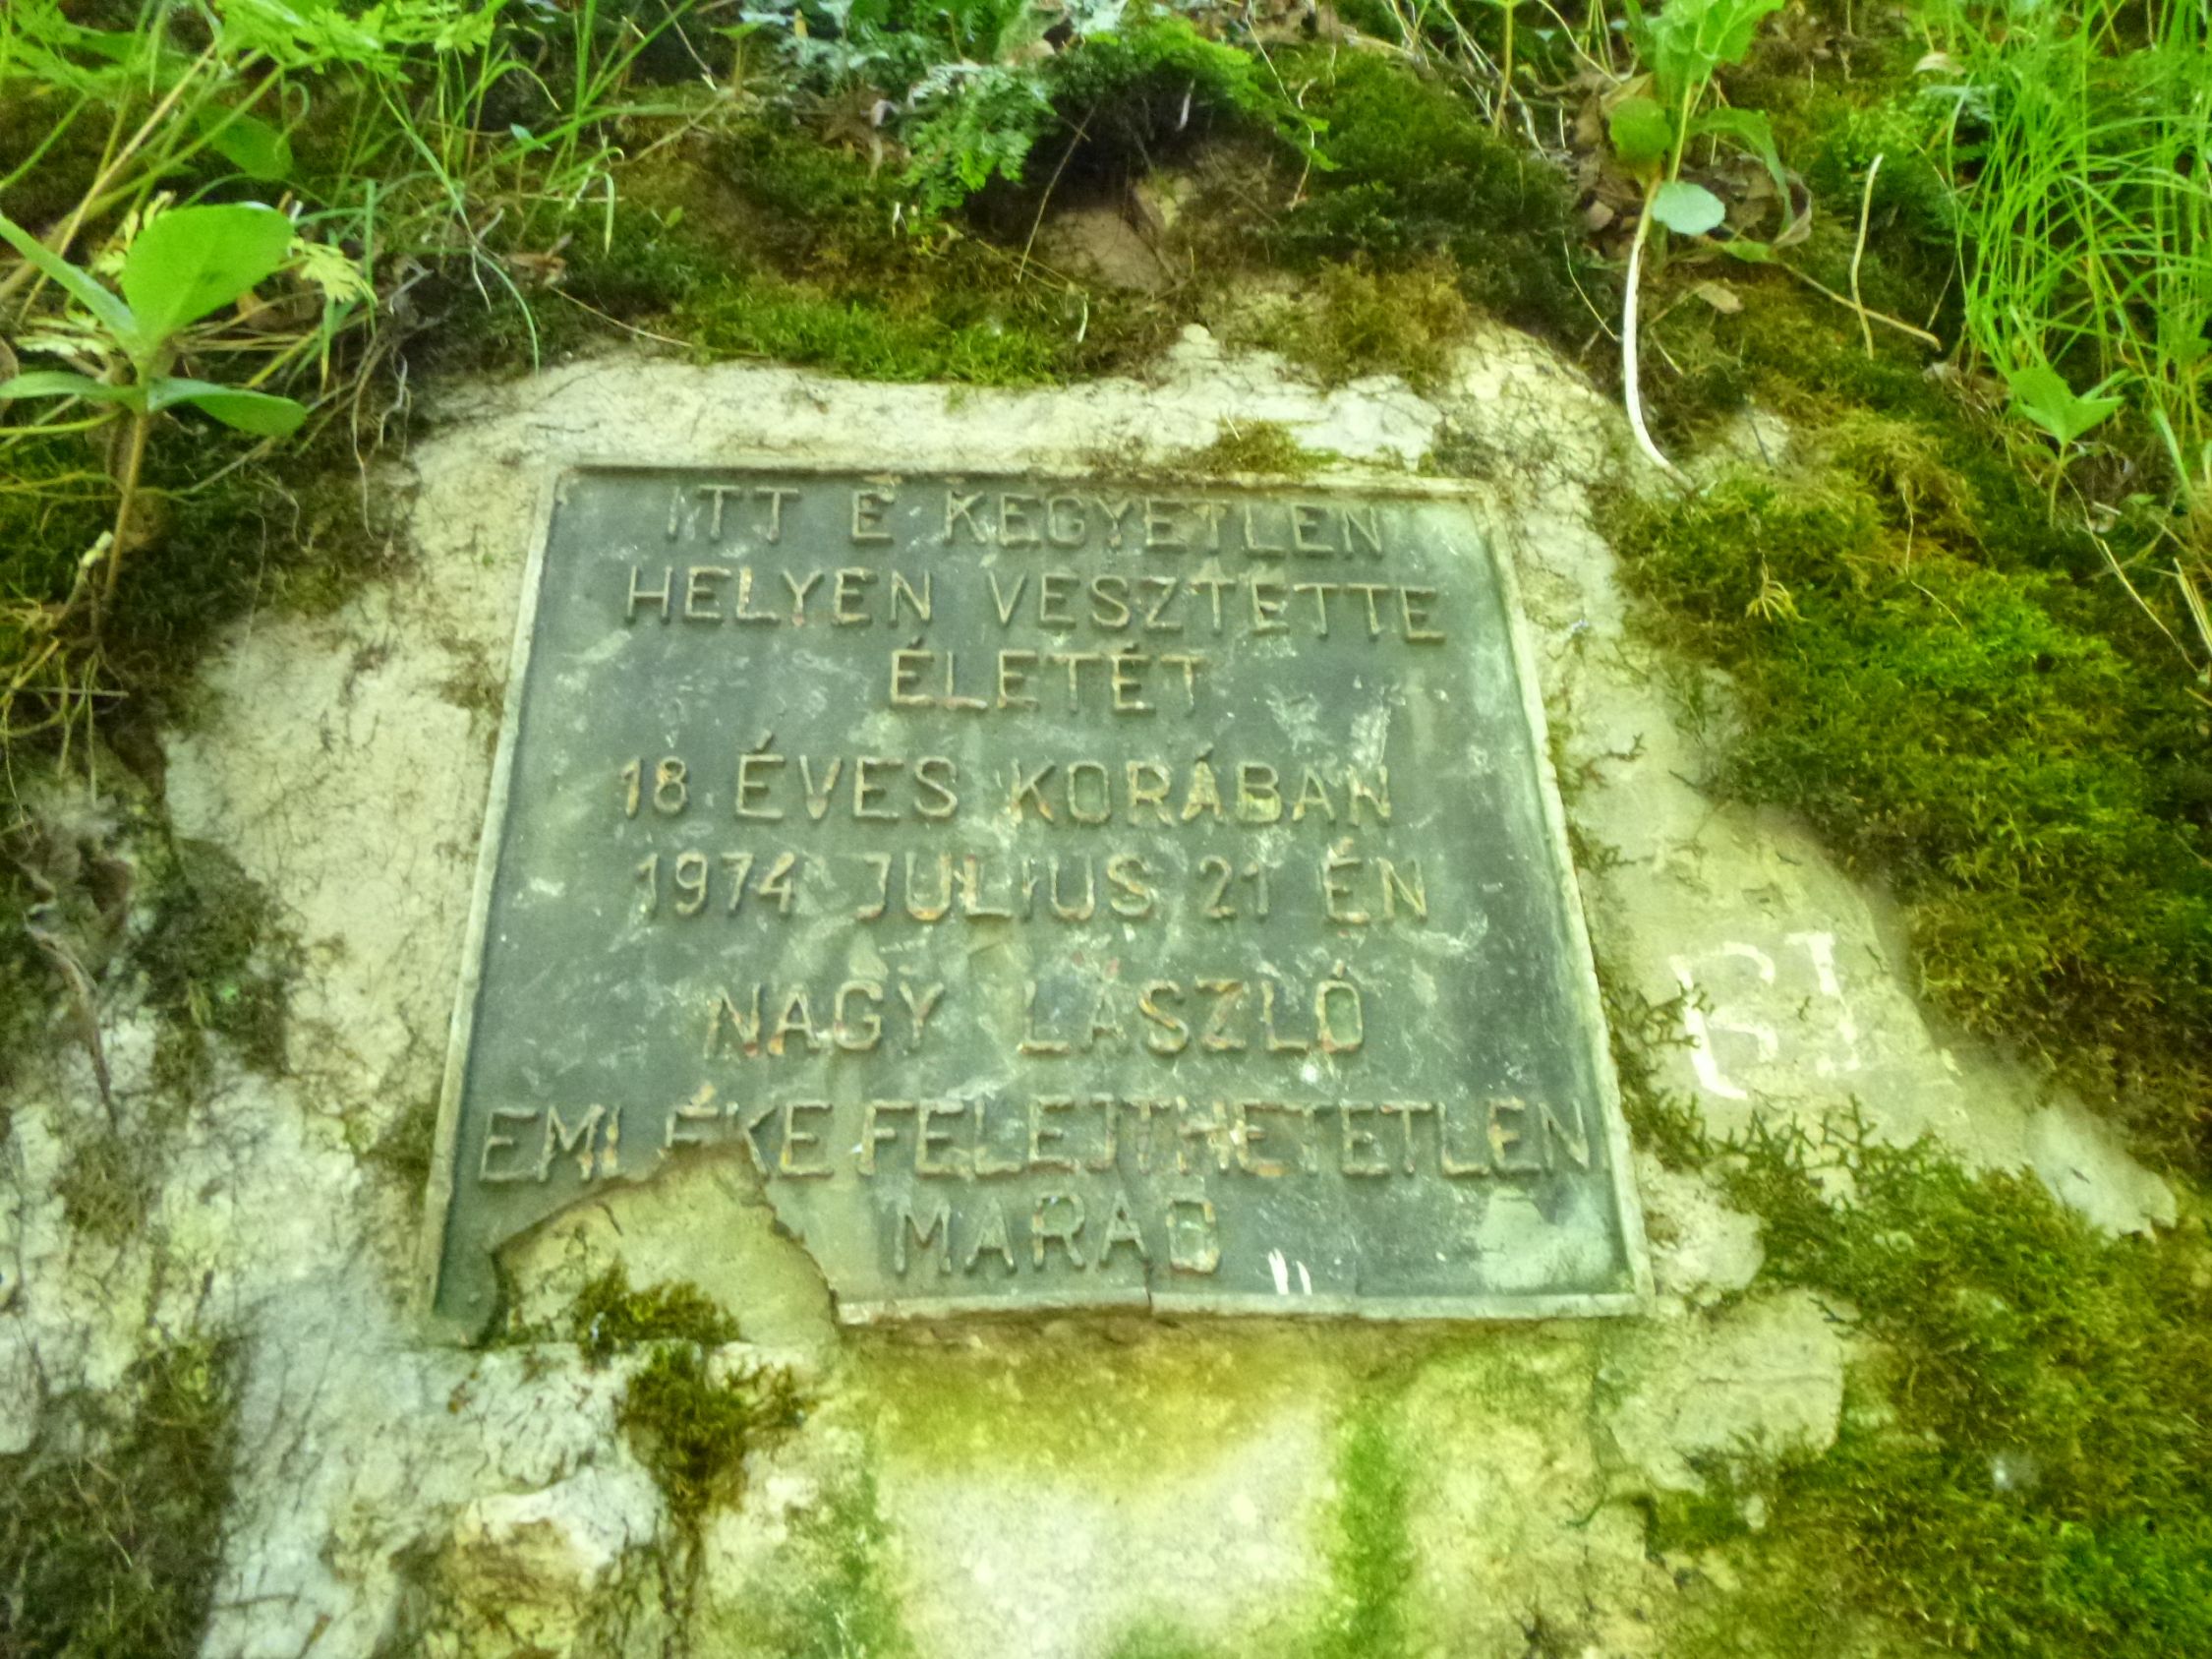 ITT E KEGYETLEN
HELYEN VESZTETTE
ÉLETÉT
18 ÉVES KORÁBAN
1974 JULIUS 21 ÉN
NAGY LÁSZLÓ
EMLÉKE FELEJTHETETLEN
MARAD